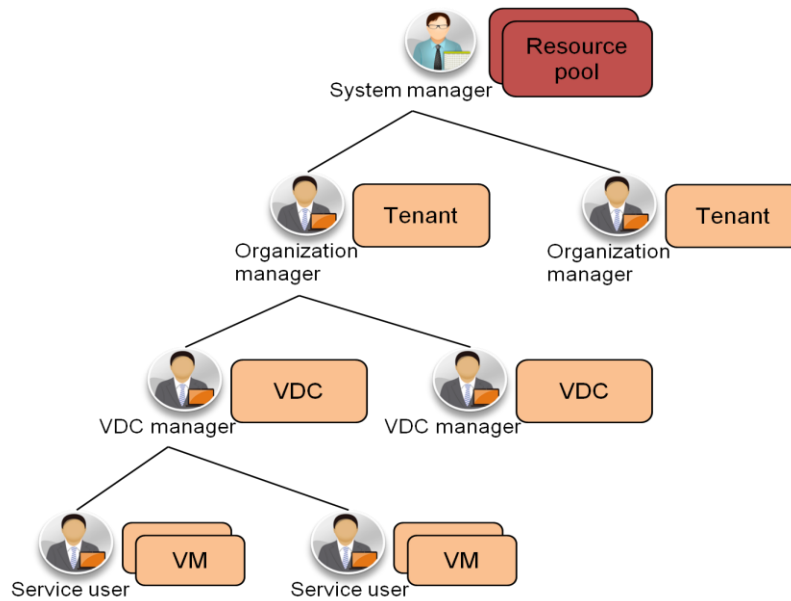 Resource
pool
System manager
Tenant
Organization
manager
Tenant
Organization
manager
VDC
VDC manager
VDC
VDC manager
VM
Service user
VM
Service user